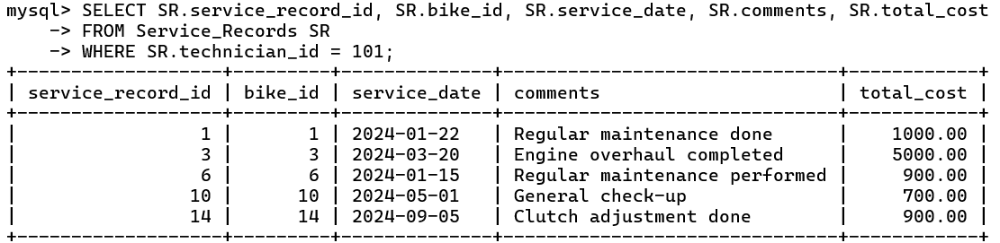 mysql> SELECT SR.service_record_id, SR.bike_id, SR.service_date, SR.comments, SR.total_cost
    -> FROM Service_Records SR
    -> WHERE SR.technician_id = 101;
+-------------------+---------+--------------+-------------------------------+------------+
| service_record_id | bike_id | service_date | comments                      | total_cost |
+-------------------+---------+--------------+-------------------------------+------------+
|                 1 |       1 | 2024-01-22   | Regular maintenance done      |    1000.00 |
|                 3 |       3 | 2024-03-20   | Engine overhaul completed     |    5000.00 |
|                 6 |       6 | 2024-01-15   | Regular maintenance performed |     900.00 |
|                10 |      10 | 2024-05-01   | General check-up              |     700.00 |
|                14 |      14 | 2024-09-05   | Clutch adjustment done        |     900.00 |
+-------------------+---------+--------------+-------------------------------+------------+